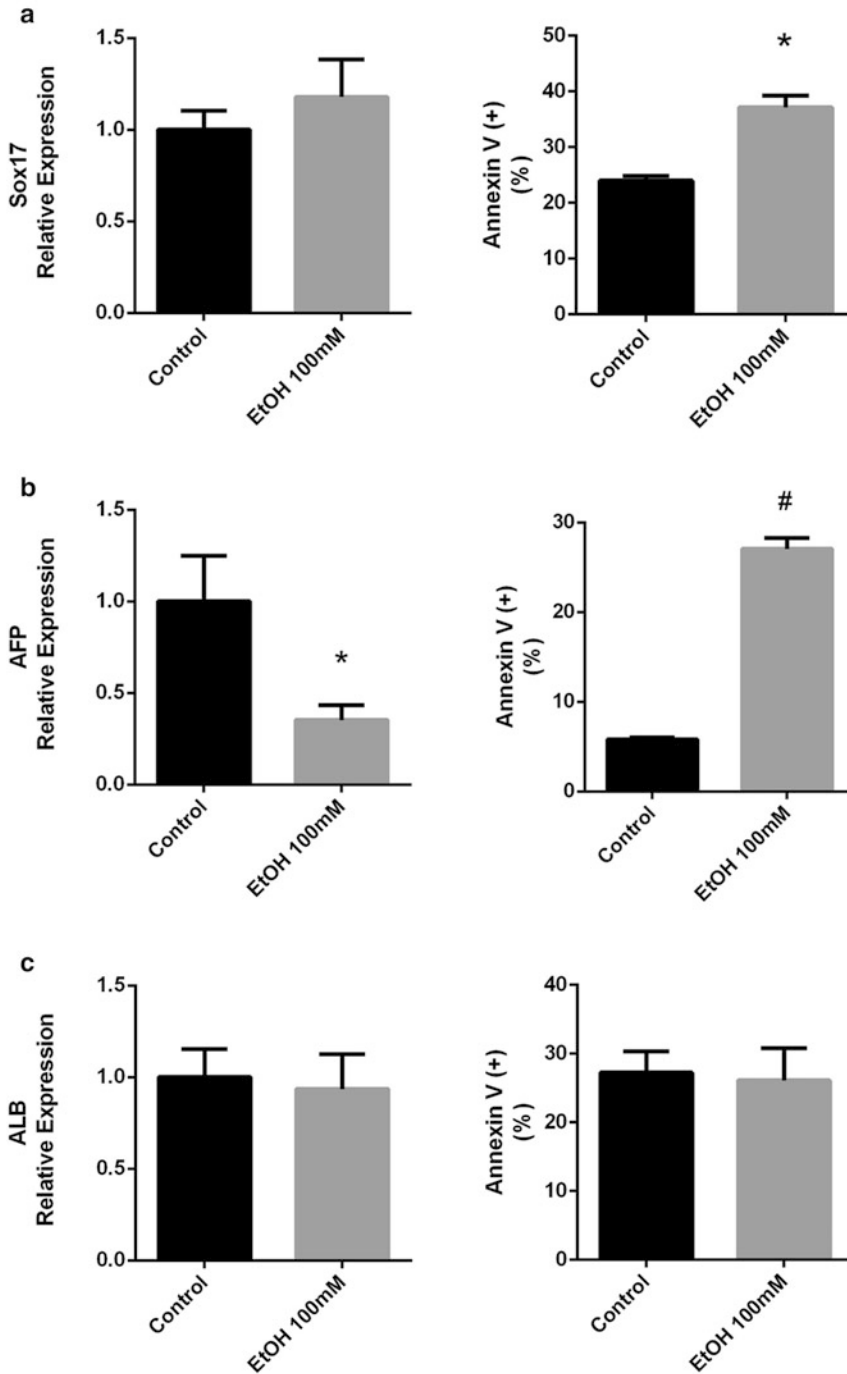 a
Sox17
Relative Expression
1.5
1.0
0.5
0.0
Control
EtOH 100mM
Annexin V (+)
(%)
50
40
30
20
10
0
*
Control
EtOH 100mM
b
AFP
Relative Expression
1.5
1.0
0.5
0.0
*
Control
EtOH 100mM
Annexin V (+)
(%)
30
20
10
0
#
Control
EtOH 100mM
c
ALB
Relative Expression
1.5
1.0
0.5
0.0
Control
EtOH 100mM
Annexin V (+)
(%)
40
30
20
10
0
Control
EtOH 100mM